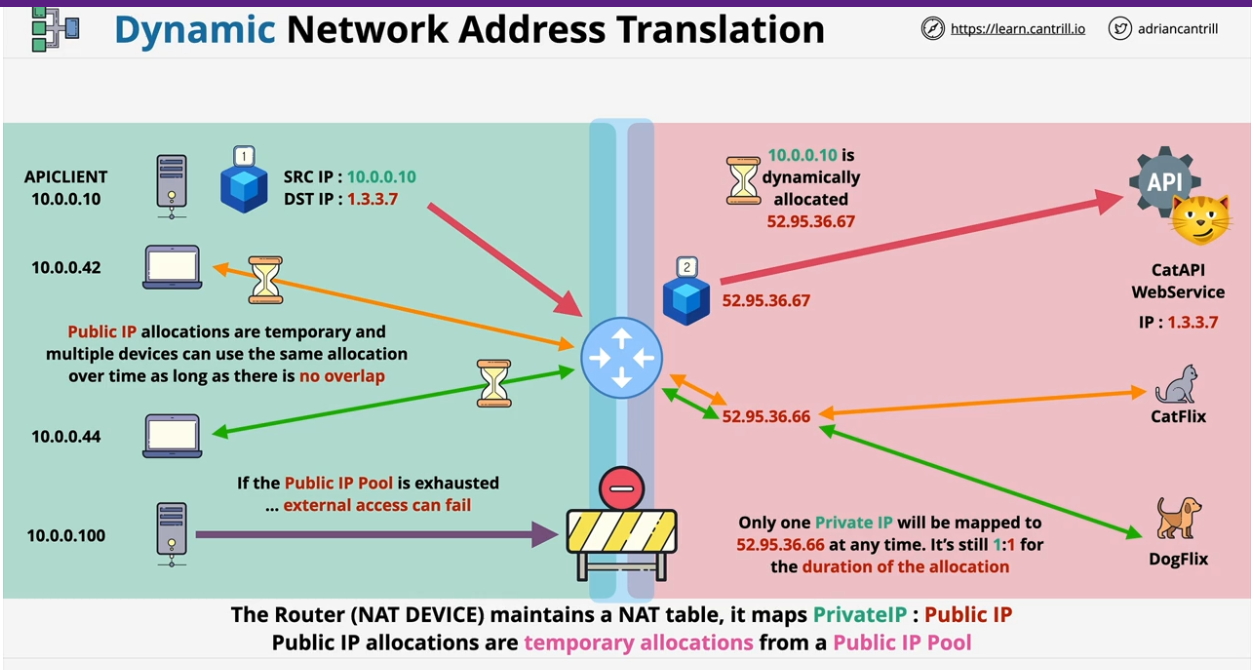 Dynamic Network Address Translation
https://learn.cantrill.io
adriancantrill
APICLIENT
10.0.0.10
1
SRC IP : 10.0.0.10
DST IP : 1.3.3.7
10.0.0.10 is
dynamically
allocated
52.95.36.67
API
10.0.0.42
2
52.95.36.67
CatAPI
WebService
IP : 1.3.3.7
Public IP allocations are temporary and
multiple devices can use the same allocation
over time as long as there is no overlap
52.95.36.66
CatFlix
10.0.0.44
If the Public IP Pool is exhausted
... external access can fail
10.0.0.100
Only one Private IP will be mapped to
52.95.36.66 at any time. It's still 1:1 for
the duration of the allocation
DogFlix
The Router (NAT DEVICE) maintains a NAT table, it maps PrivateIP : Public IP
Public IP allocations are temporary allocations from a Public IP Pool